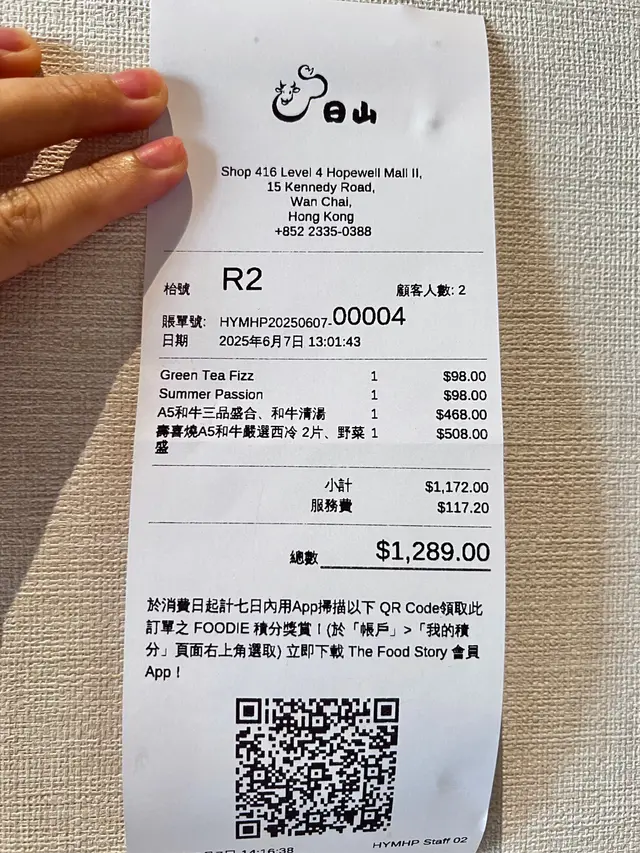 日山
Shop 416 Level 4 Hopewell Mall II,
15 Kennedy Road,
Wan Chai,
Hong Kong
+852 2335-0388
枱號 R2 顧客人數: 2
賬單號: HYMHP20250607-00004
日期 2025年6月7日 13:01:43
Green Tea Fizz 1 $98.00
Summer Passion 1 $98.00
A5和牛三品盛合、和牛清湯 1 $468.00
壽喜燒A5和牛嚴選西冷 2片、野菜 1 $508.00
盛
小計 $1,172.00
服務費 $117.20
總數 $1,289.00
於消費日起計七日內用App掃描以下 QR Code領取此
訂單之 FOODIE 積分獎賞！(於「帳戶」>「我的積
分」頁面右上角選取) 立即下載 The Food Story 會員
App！
14:16:38 HYMHP Staff 02